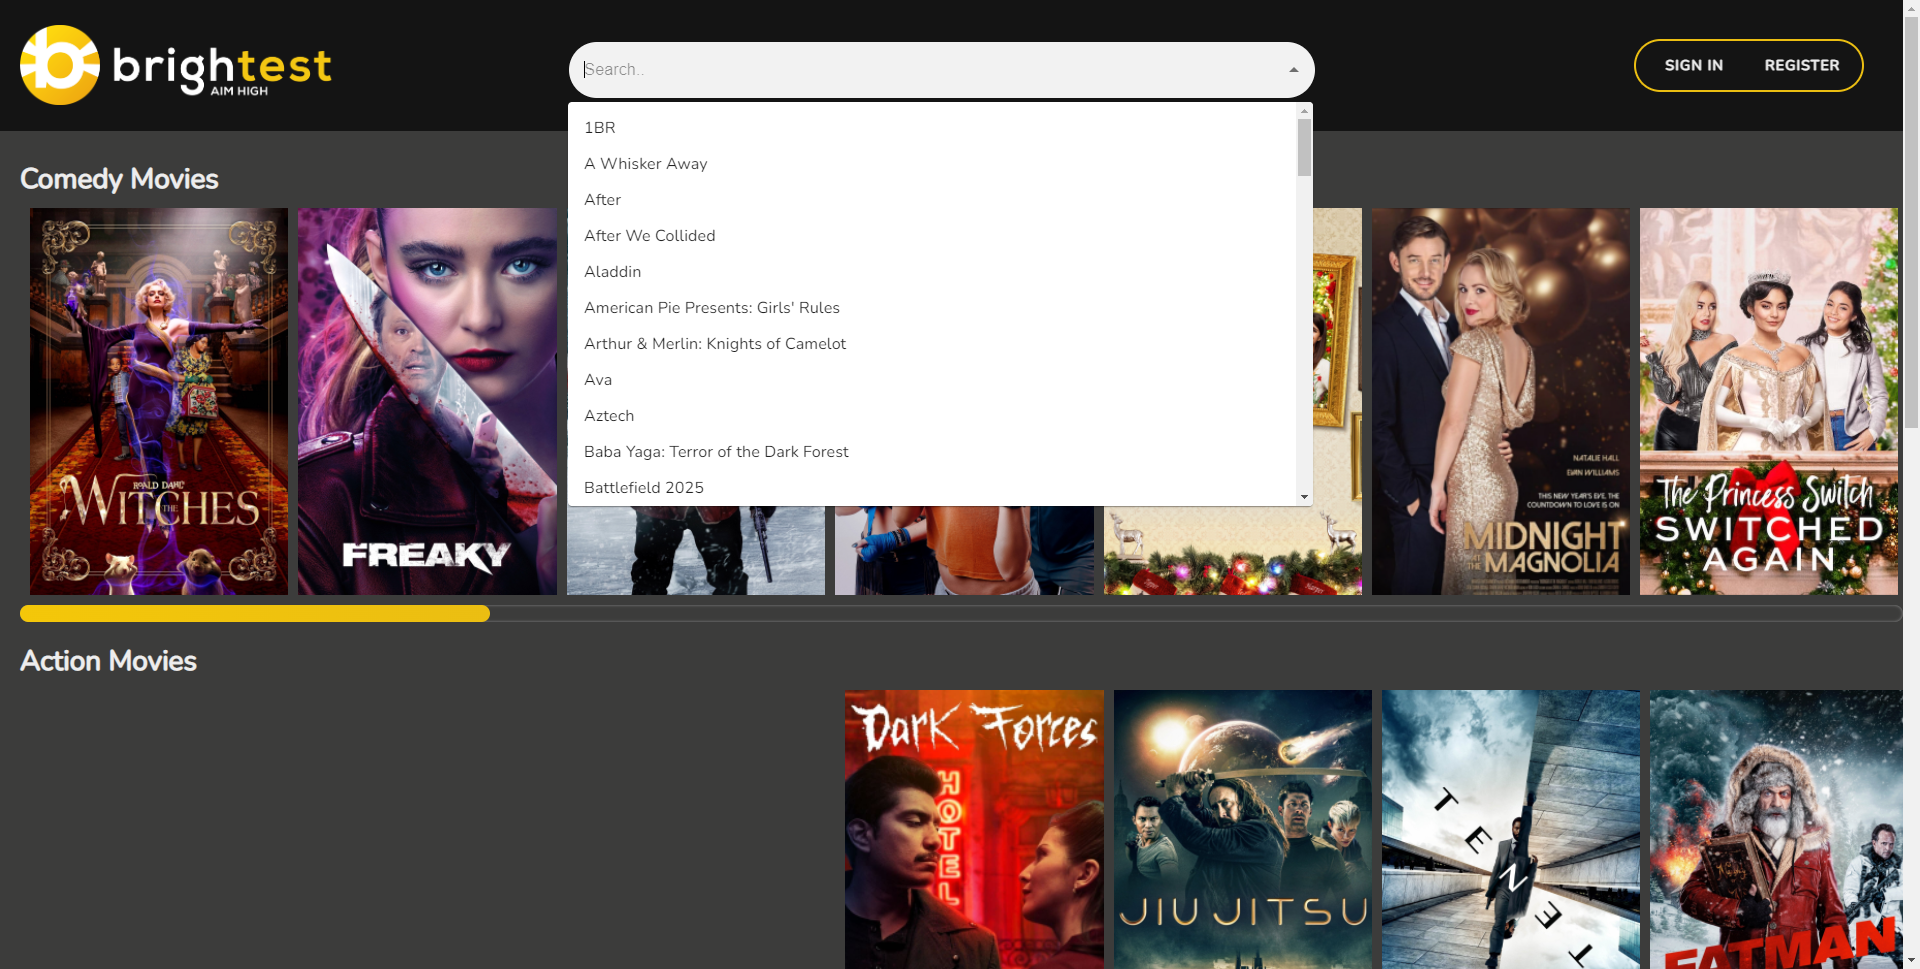 brightest
AIM HIGH
Search..
SIGN IN
REGISTER
1BR
A Whisker Away
After
After We Collided
Aladdin
American Pie Presents: Girls' Rules
Arthur & Merlin: Knights of Camelot
Ava
Aztech
Baba Yaga: Terror of the Dark Forest
Battlefield 2025
Comedy Movies
ROALD DAHL'
THE
WITCHES
FREAKY
NATALIE HALL
EVAN WILLIAMS
THIS NEW YEAR'S EVE, THE
COUNTDOWN TO LOVE IS ON
MIDNIGHT
AT THE MAGNOLIA
The Princess Switch
SWITCHED
AGAIN
Action Movies
Dark Forces
HOTEL
JIU JITSU
TENET
FATMAN